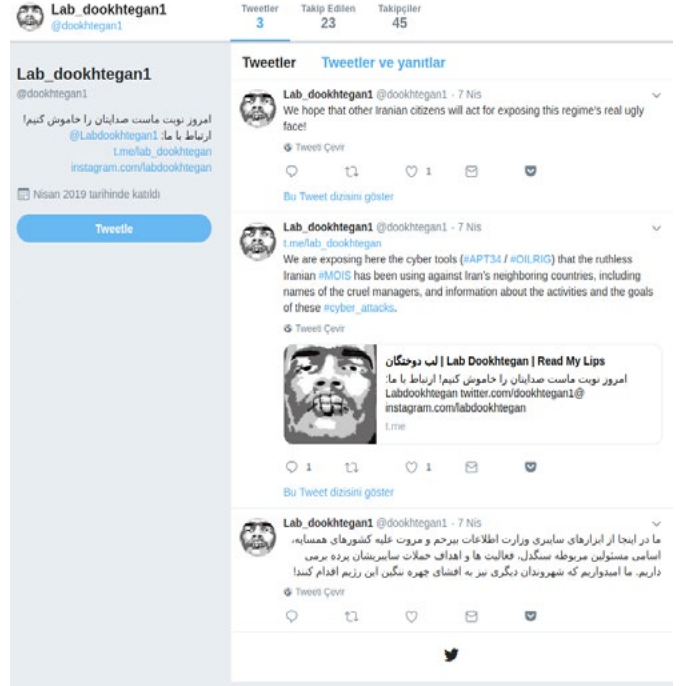 Lab_dookhtegan1
@dookhtegan1
Tweetler
3
Takip Edilen
23
Takipçiler
45
Lab_dookhtegan1
@dookhtegan1
امروز نوبت ماست صدایتان را خاموش کنیم!
ارتباط با ما: @Labdookhtegan1
t.me/lab_dookhtegan
instagram.com/labdookhtegan
Nisan 2019 tarihinde katıldı
Tweetle
Tweetler Tweetler ve yanıtlar
Lab_dookhtegan1 @dookhtegan1 · 7 Nis
We hope that other Iranian citizens will act for exposing this regime's real ugly
face!
Tweeti Çevir
1
Bu Tweet dizisini göster
Lab_dookhtegan1 @dookhtegan1 · 7 Nis
t.me/lab_dookhtegan
We are exposing here the cyber tools (#APT34 / #OILRIG) that the ruthless
Iranian #MOIS has been using against Iran's neighboring countries, including
names of the cruel managers, and information about the activities and the goals
of these #cyber_attacks.
Tweeti Çevir
لب دوختگان | Lab Dookhtegan | Read My Lips
امروز نوبت ماست صدایتان را خاموش کنیم! ارتباط با ما:
Labdookhtegan twitter.com/dookhtegan1@
instagram.com/labdookhtegan
t.me
1 1
Bu Tweet dizisini göster
Lab_dookhtegan1 @dookhtegan1 · 7 Nis
ما در اینجا از ابزارهای سایبری وزارت اطلاعات بیرحم و مروت علیه کشورهای همسایه،
اسامی مسئولین مربوطه سنگدل، فعالیت ها و اهداف حملات سایبریشان پرده برمی
داریم. ما امیدواریم که شهروندان دیگری نیز به افشای چهره ننگین این رژیم اقدام کنند!
Tweeti Çevir